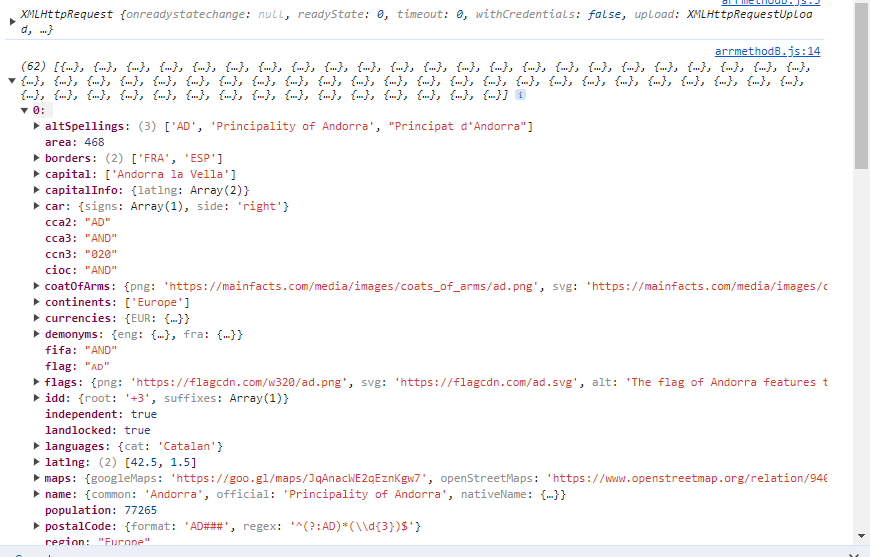 arrmethodB.js:5
XMLHttpRequest {onreadystatechange: null, readyState: 0, timeout: 0, withCredentials: false, upload: XMLHttpRequestUploa
d, …}
arrmethodB.js:14
(62) [{…}, {…}, {…}, {…}, {…}, {…}, {…}, {…}, {…}, {…}, {…}, {…}, {…}, {…}, {…}, {…}, {…}, {…}, {…}, {…}, {…}, {…}, {…},
{…}, {…}, {…}, {…}, {…}, {…}, {…}, {…}, {…}, {…}, {…}, {…}, {…}, {…}, {…}, {…}, {…}, {…}, {…}, {…}, {…}, {…}, {…}, {…},
{…}, {…}, {…}, {…}, {…}, {…}, {…}, {…}, {…}, {…}, {…}, {…}, {…}, {…}, {…}] i
0:
altSpellings: (3) ['AD', 'Principality of Andorra', "Principat d'Andorra"]
area: 468
borders: (2) ['FRA', 'ESP']
capital: ['Andorra la Vella']
capitalInfo: {latlng: Array(2)}
car: {signs: Array(1), side: 'right'}
cca2: "AD"
cca3: "AND"
ccn3: "020"
cioc: "AND"
coatOfArms: {png: 'https://mainfacts.com/media/images/coats_of_arms/ad.png', svg: 'https://mainfacts.com/media/images/c
continents: ['Europe']
currencies: {EUR: {…}}
demonyms: {eng: {…}, fra: {…}}
fifa: "AND"
flag: "🇦🇩"
flags: {png: 'https://flagcdn.com/w320/ad.png', svg: 'https://flagcdn.com/ad.svg', alt: 'The flag of Andorra features t
idd: {root: '+3', suffixes: Array(1)}
independent: true
landlocked: true
languages: {cat: 'Catalan'}
latlng: (2) [42.5, 1.5]
maps: {googleMaps: 'https://goo.gl/maps/JqAnacWE2qEznKgw7', openStreetMaps: 'https://www.openstreetmap.org/relation/940
name: {common: 'Andorra', official: 'Principality of Andorra', nativeName: {…}}
population: 77265
postalCode: {format: 'AD###', regex: '^(?:AD)*(\\d{3})$'}
region: "Europe"